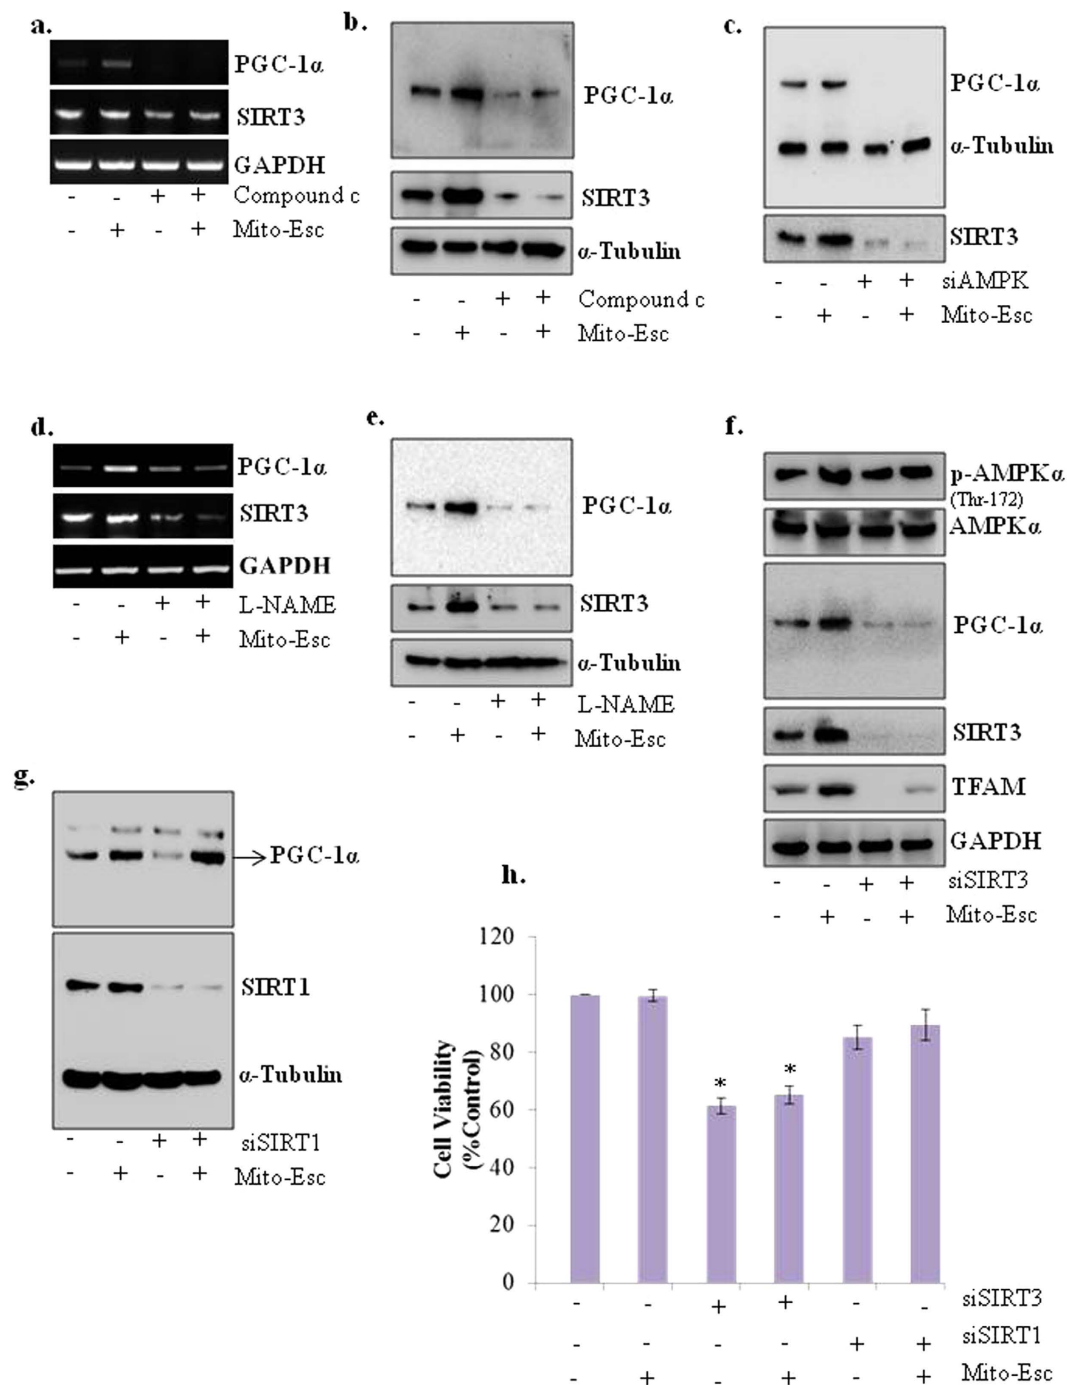 a.
PGC-1α
SIRT3
GAPDH
- - + + Compound c
- + - + Mito-Esc
b.
PGC-1α
SIRT3
α-Tubulin
- - + + Compound c
- + - + Mito-Esc
c.
PGC-1α
α-Tubulin
SIRT3
- - + + siAMPK
- + - + Mito-Esc
d.
PGC-1α
SIRT3
GAPDH
- - + + L-NAME
- + - + Mito-Esc
e.
PGC-1α
SIRT3
α-Tubulin
- - + + L-NAME
- + - + Mito-Esc
f.
p-AMPKα
(Thr-172)
AMPKα
PGC-1α
SIRT3
TFAM
GAPDH
- - + + siSIRT3
- + - + Mito-Esc
g.
PGC-1α
SIRT1
α-Tubulin
- - + + siSIRT1
- + - + Mito-Esc
h.
Cell Viability
(%Control)
120
100
80
60
40
20
0
* *
- - + + - - siSIRT3
- - - - + + siSIRT1
- + - + - + Mito-Esc